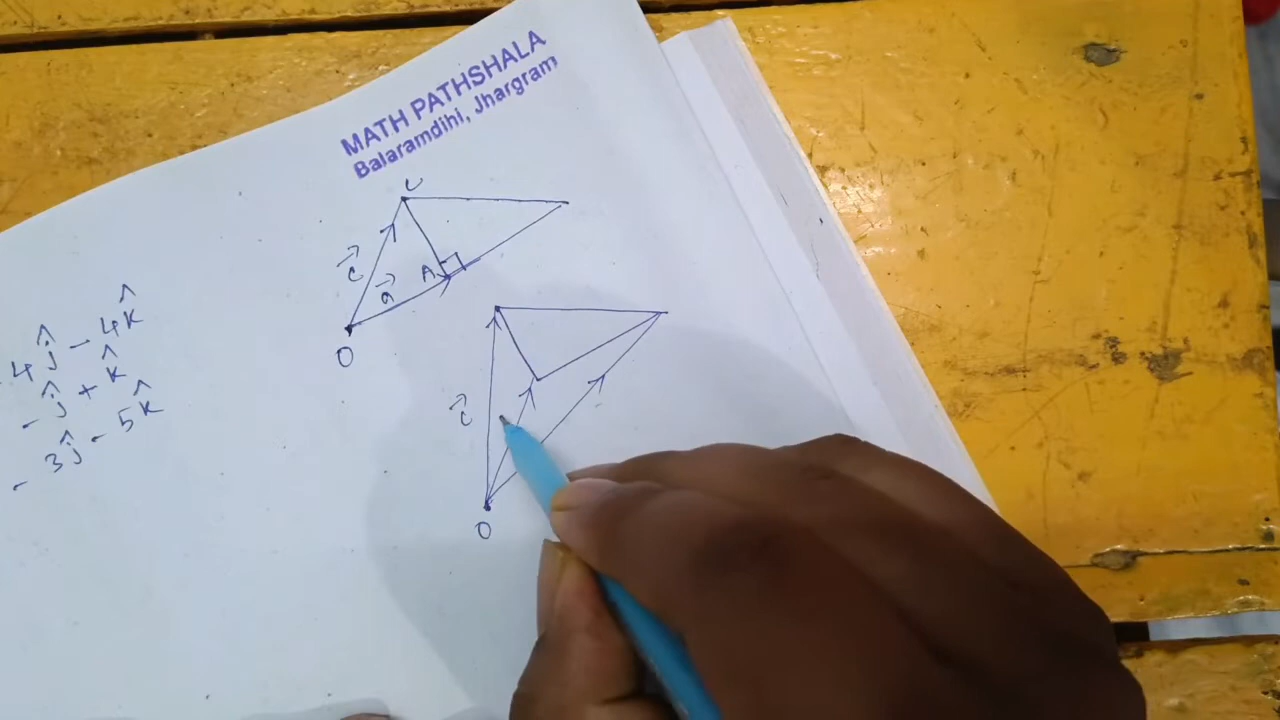 MATH PATHSHALA
Balaramdihi, Jhargram
C
c⃗
a⃗
A
O
4ĵ - 4k̂
- ĵ + k̂
- 3ĵ - 5k̂
c⃗
O